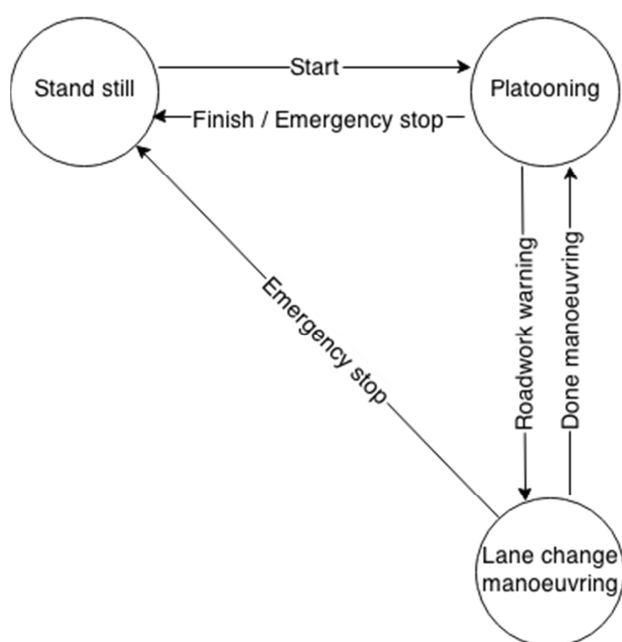 Stand still
Start
Platooning
Finish / Emergency stop
Emergency stop
Roadwork warning
Done manoeuvring
Lane change
manoeuvring